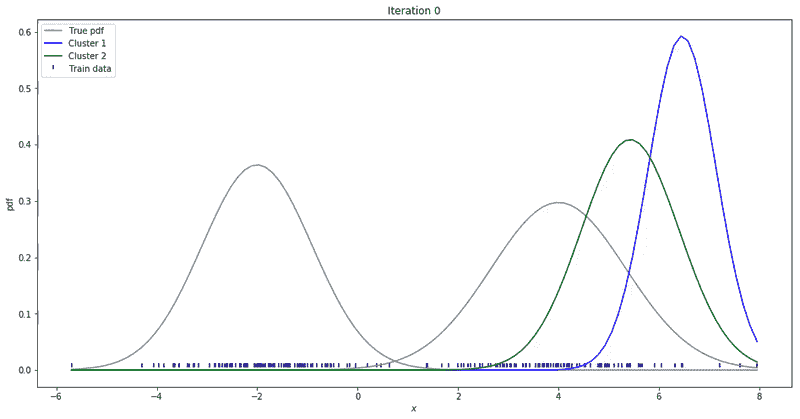 Iteration 0
True pdf
Cluster 1
Cluster 2
Train data
0.6
0.5
0.4
0.3
0.2
0.1
0.0
pdf
−6 −4 −2 0 2 4 6 8
x